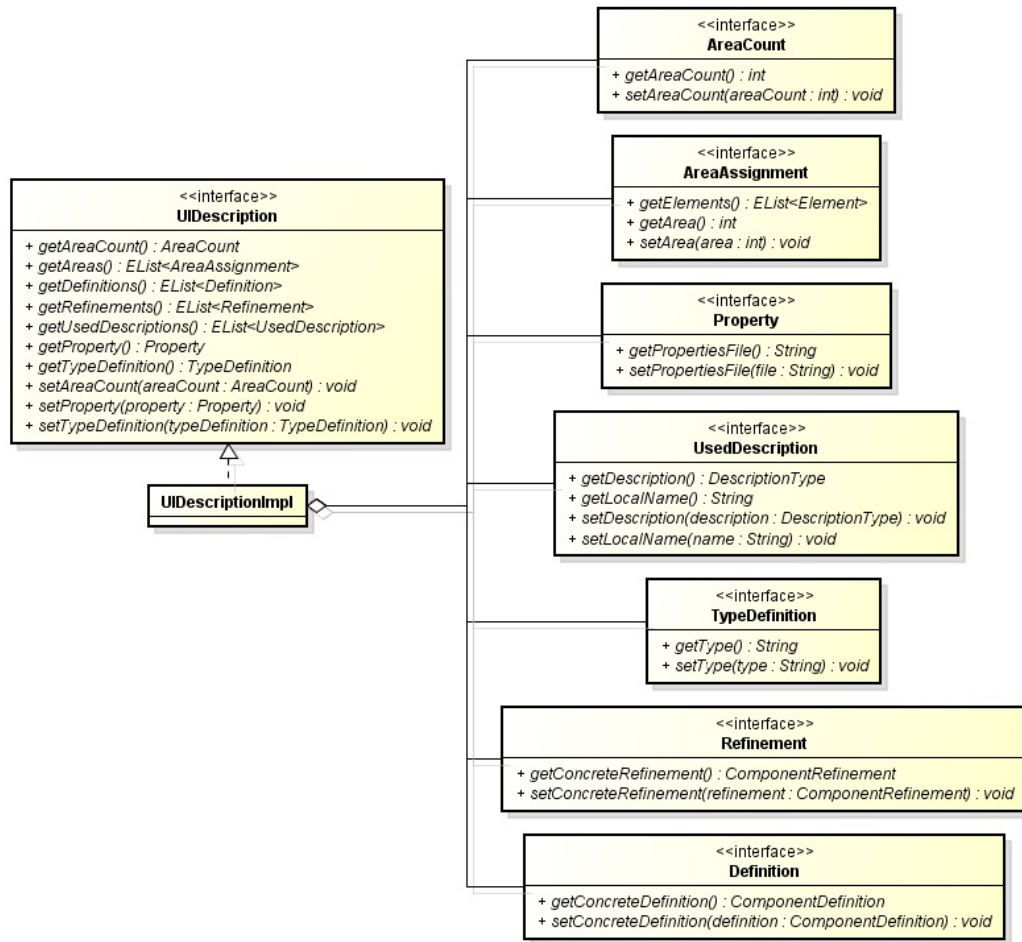 <<interface>>
AreaCount
+ getAreaCount() : int
+ setAreaCount(areaCount : int) : void
<<interface>>
AreaAssignment
+ getElements() : EList<Element>
+ getArea() : int
+ setArea(area : int) : void
<<interface>>
UIDescription
+ getAreaCount() : AreaCount
+ getAreas() : EList<AreaAssignment>
+ getDefinitions() : EList<Definition>
+ getRefinements() : EList<Refinement>
+ getUsedDescriptions() : EList<UsedDescription>
+ getProperty() : Property
+ getTypeDefinition() : TypeDefinition
+ setAreaCount(areaCount : AreaCount) : void
+ setProperty(property : Property) : void
+ setTypeDefinition(typeDefinition : TypeDefinition) : void
UIDescriptionImpl
<<interface>>
Property
+ getPropertiesFile() : String
+ setPropertiesFile(file : String) : void
<<interface>>
UsedDescription
+ getDescription() : DescriptionType
+ getLocalName() : String
+ setDescription(description : DescriptionType) : void
+ setLocalName(name : String) : void
<<interface>>
TypeDefinition
+ getType() : String
+ setType(type : String) : void
<<interface>>
Refinement
+ getConcreteRefinement() : ComponentRefinement
+ setConcreteRefinement(refinement : ComponentRefinement) : void
<<interface>>
Definition
+ getConcreteDefinition() : ComponentDefinition
+ setConcreteDefinition(definition : ComponentDefinition) : void